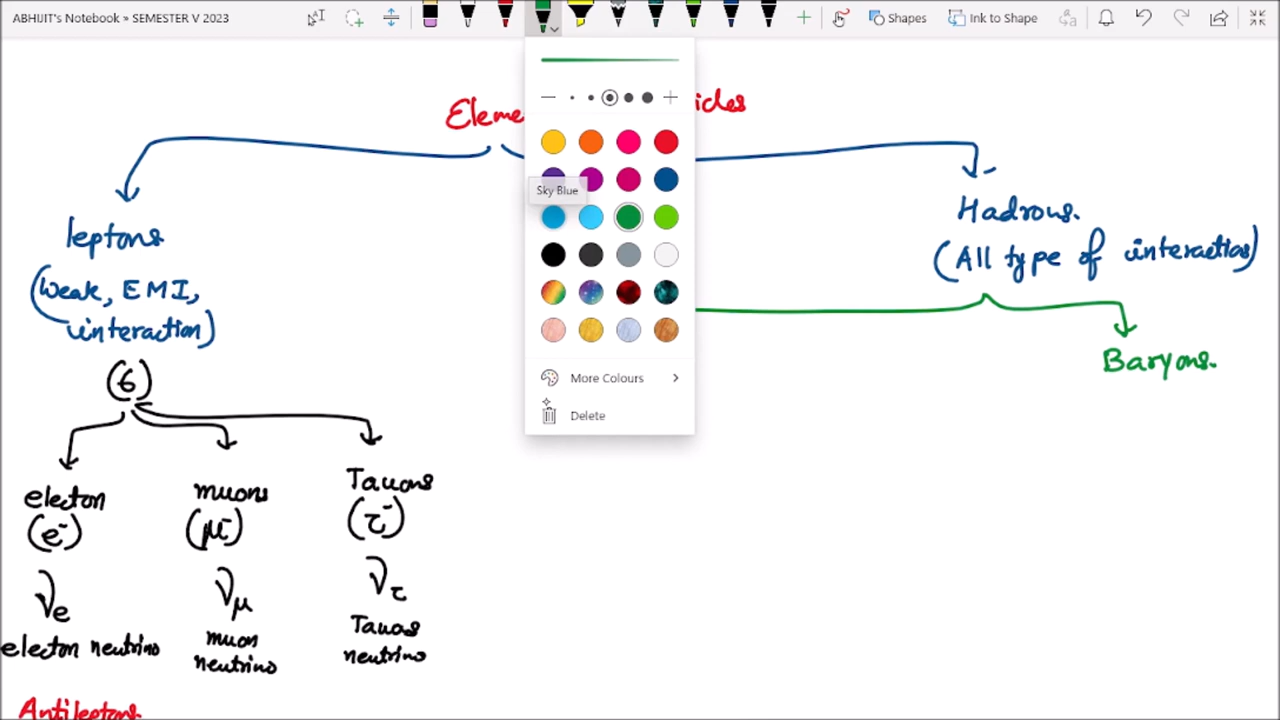 ABHIJIT's Notebook » SEMESTER V 2023
Shapes
Ink to Shape
Eleme
icles
Sky Blue
leptons
(Weak, EMI,
interaction)
Hadrons.
(All type of interaction)
Baryons.
(6)
More Colours
Delete
electon
(e⁻)
muons
(μ⁻)
Tauons
(τ⁻)
νe
νμ
ντ
electon neutrino
muon
neutrino
Tauas
neutrino
Antileptons